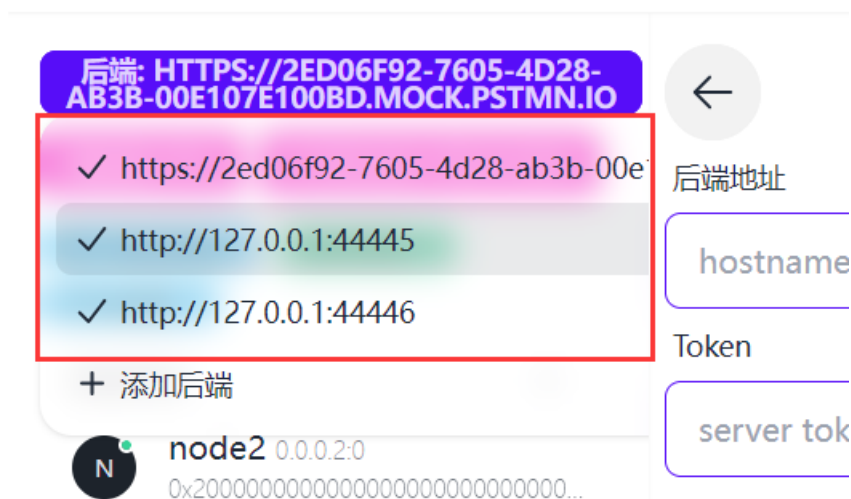 后端: HTTPS://2ED06F92-7605-4D28-
AB3B-00E107E100BD.MOCK.PSTMN.IO
https://2ed06f92-7605-4d28-ab3b-00e
http://127.0.0.1:44445
http://127.0.0.1:44446
添加后端
N
node2 0.0.0.2:0
0x20000000000000000000000000000...
后端地址
hostname
Token
server tok